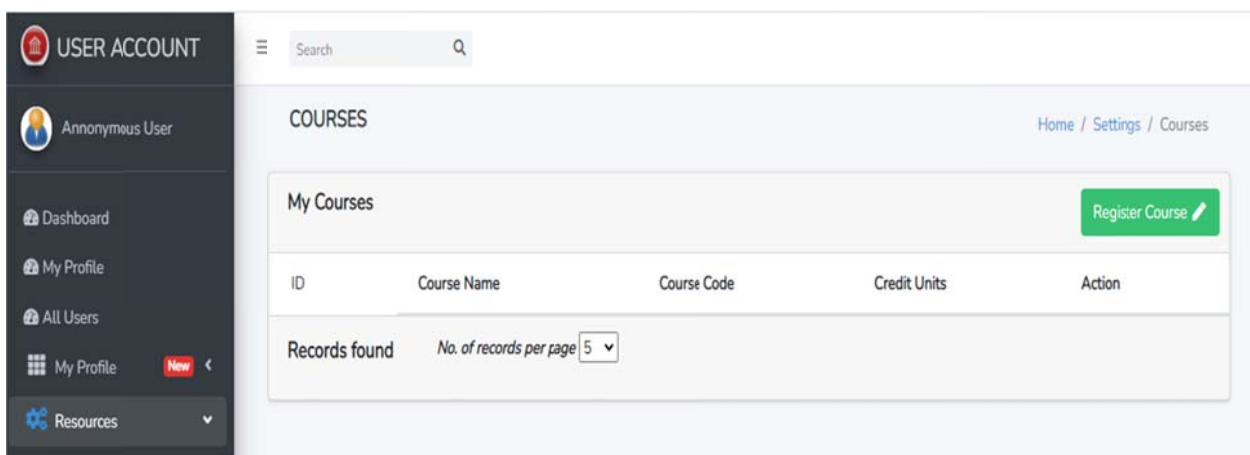 USER ACCOUNT
Search
Annonymous User
COURSES
Home / Settings / Courses
Dashboard
My Profile
All Users
My Profile New
Resources
My Courses
Register Course
ID Course Name Course Code Credit Units Action
Records found No. of records per page 5